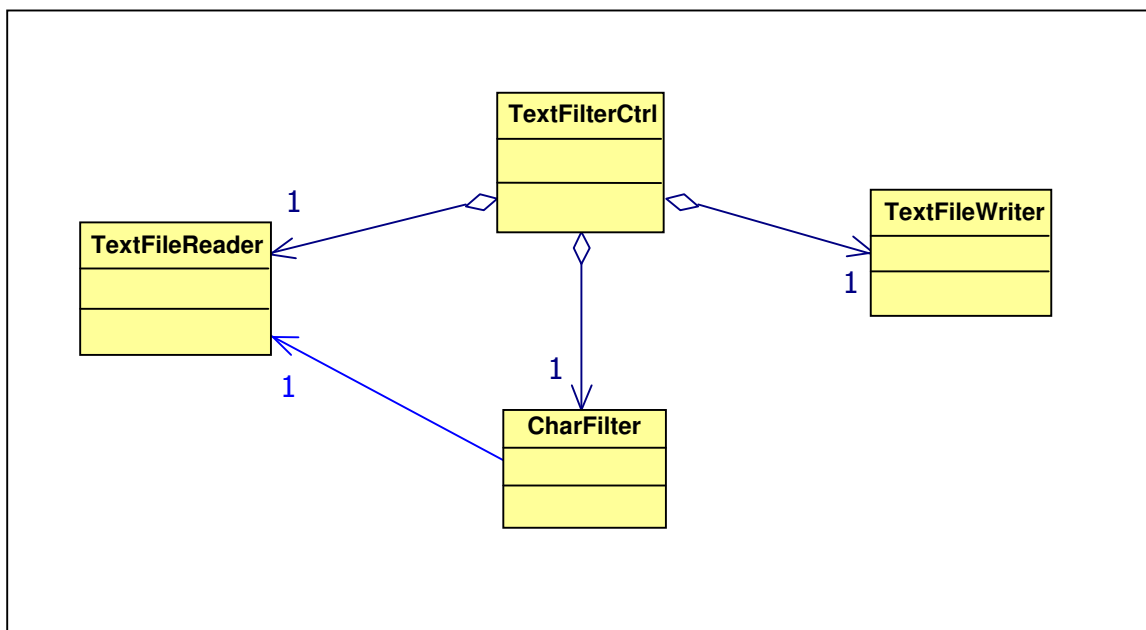 TextFilterCtrl
1
TextFileReader
TextFileWriter
1
1
1
CharFilter